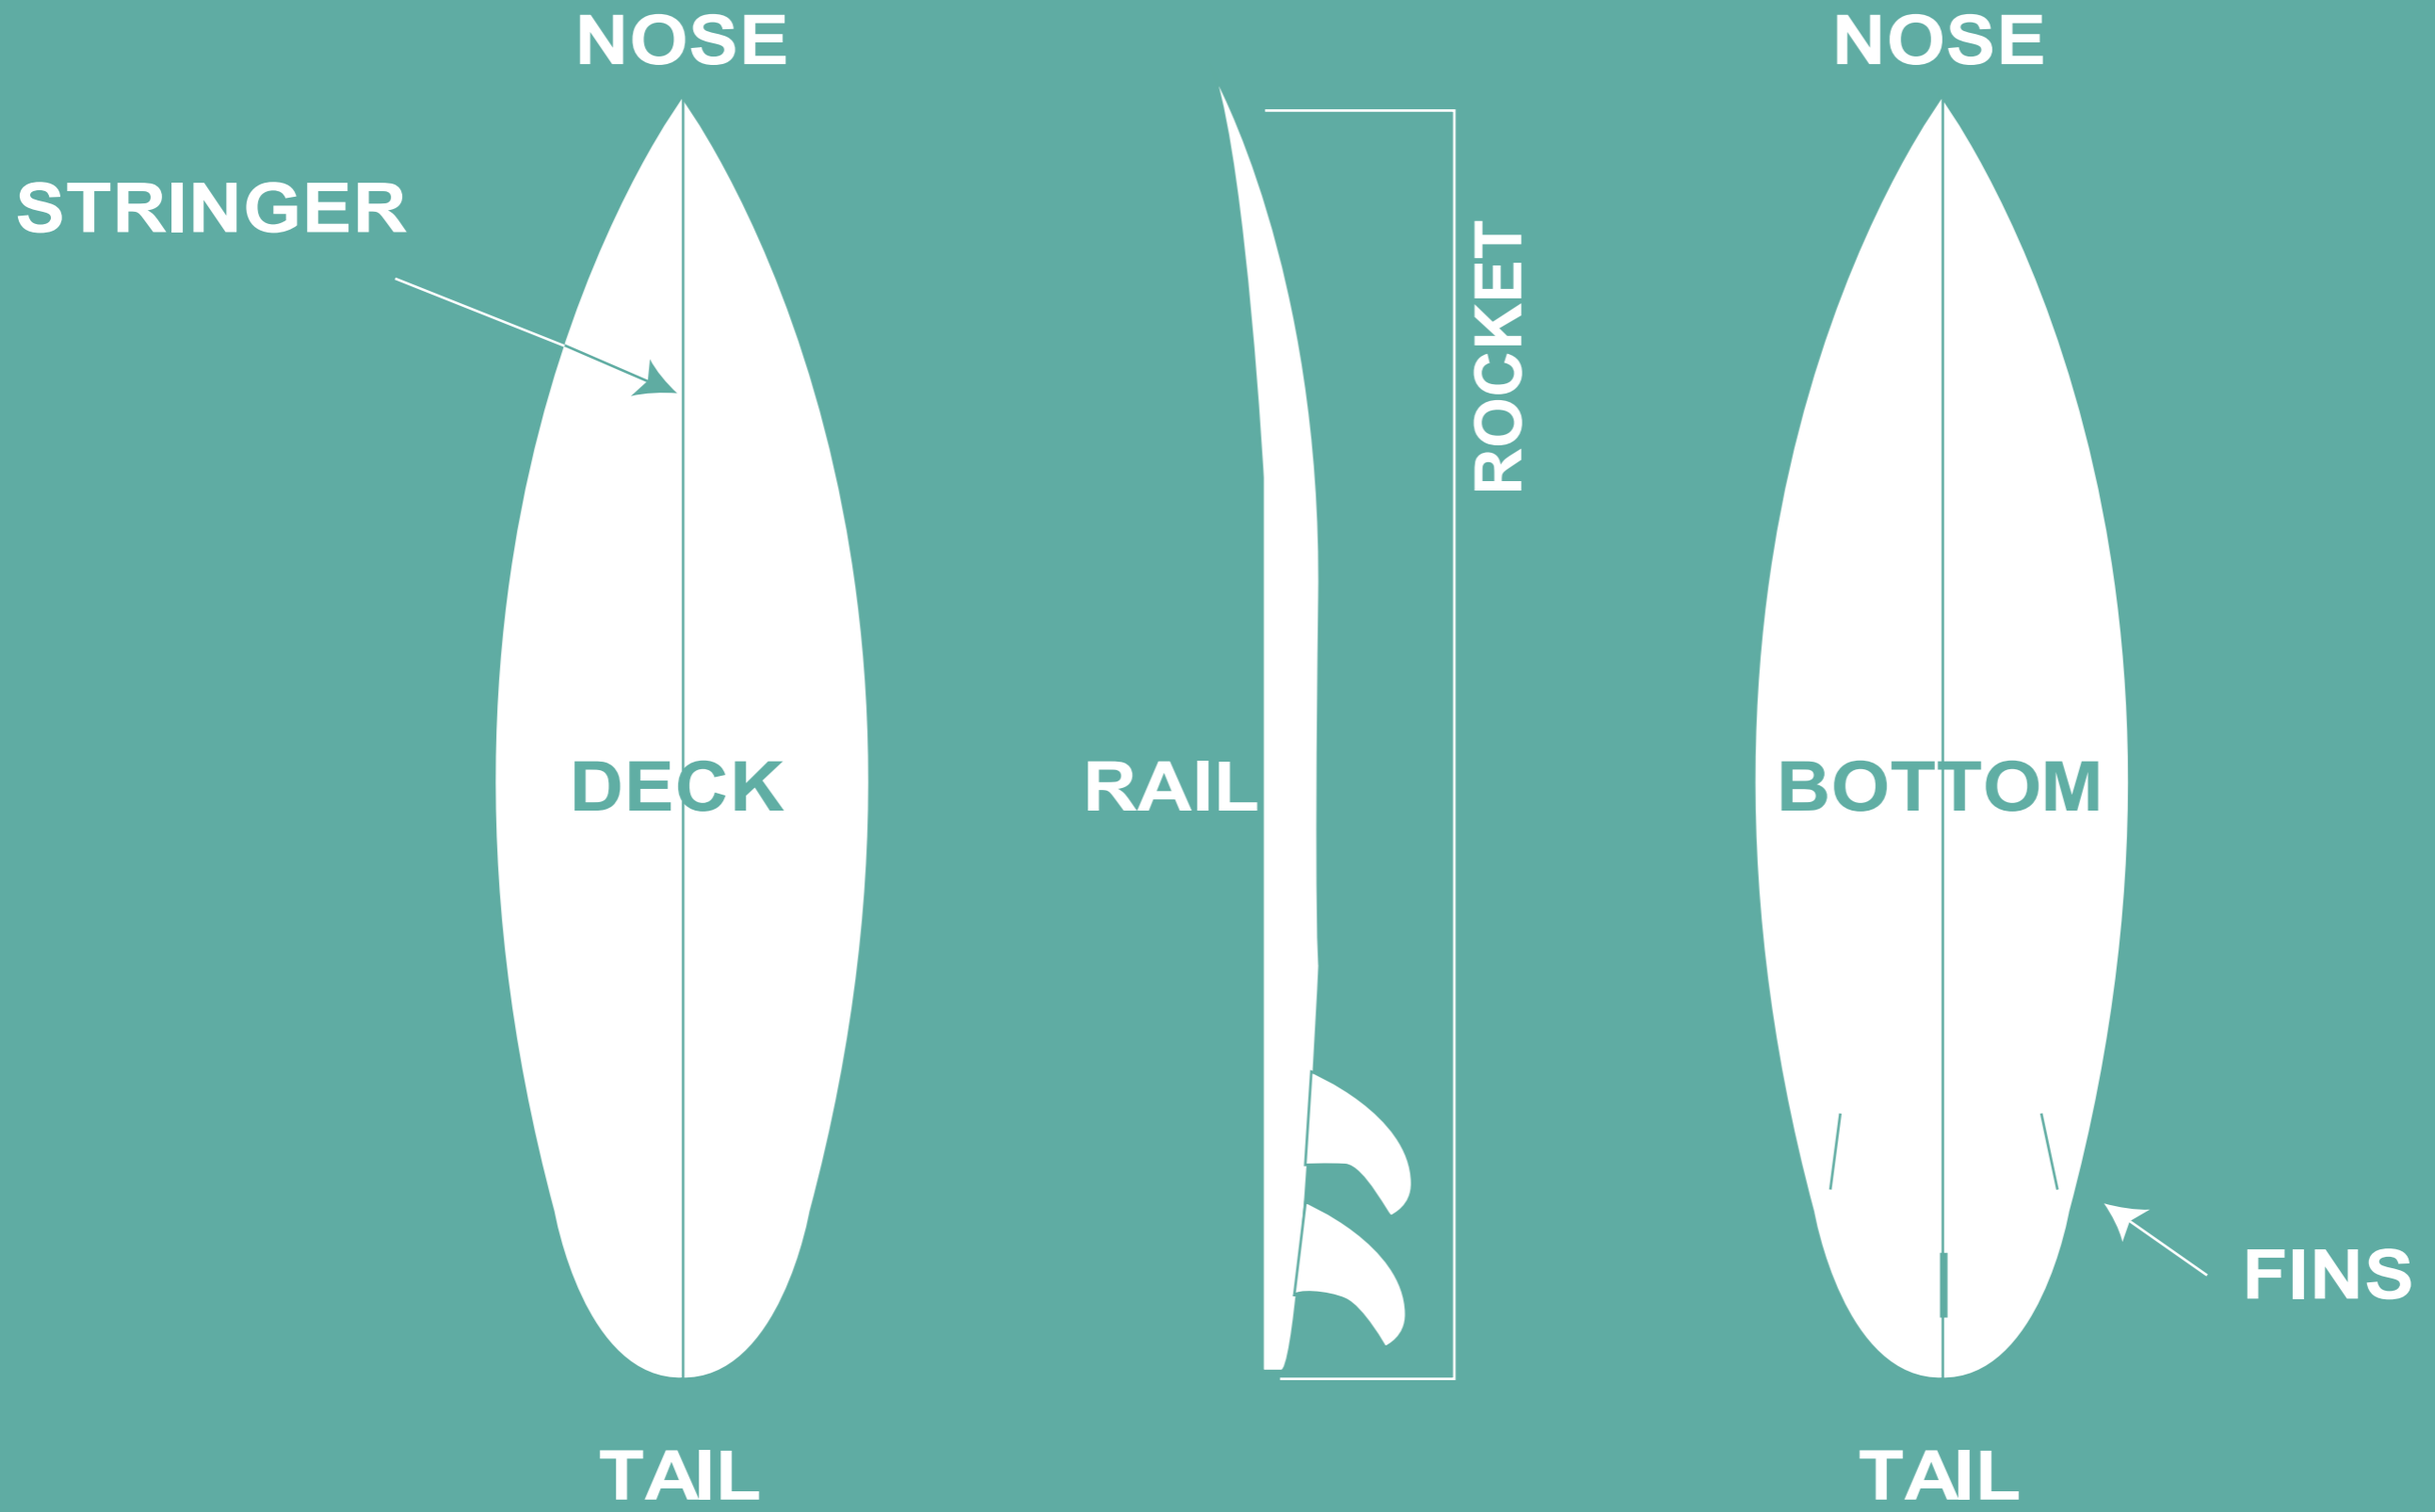 NOSE
NOSE
STRINGER
ROCKET
DECK
RAIL
BOTTOM
FINS
TAIL
TAIL